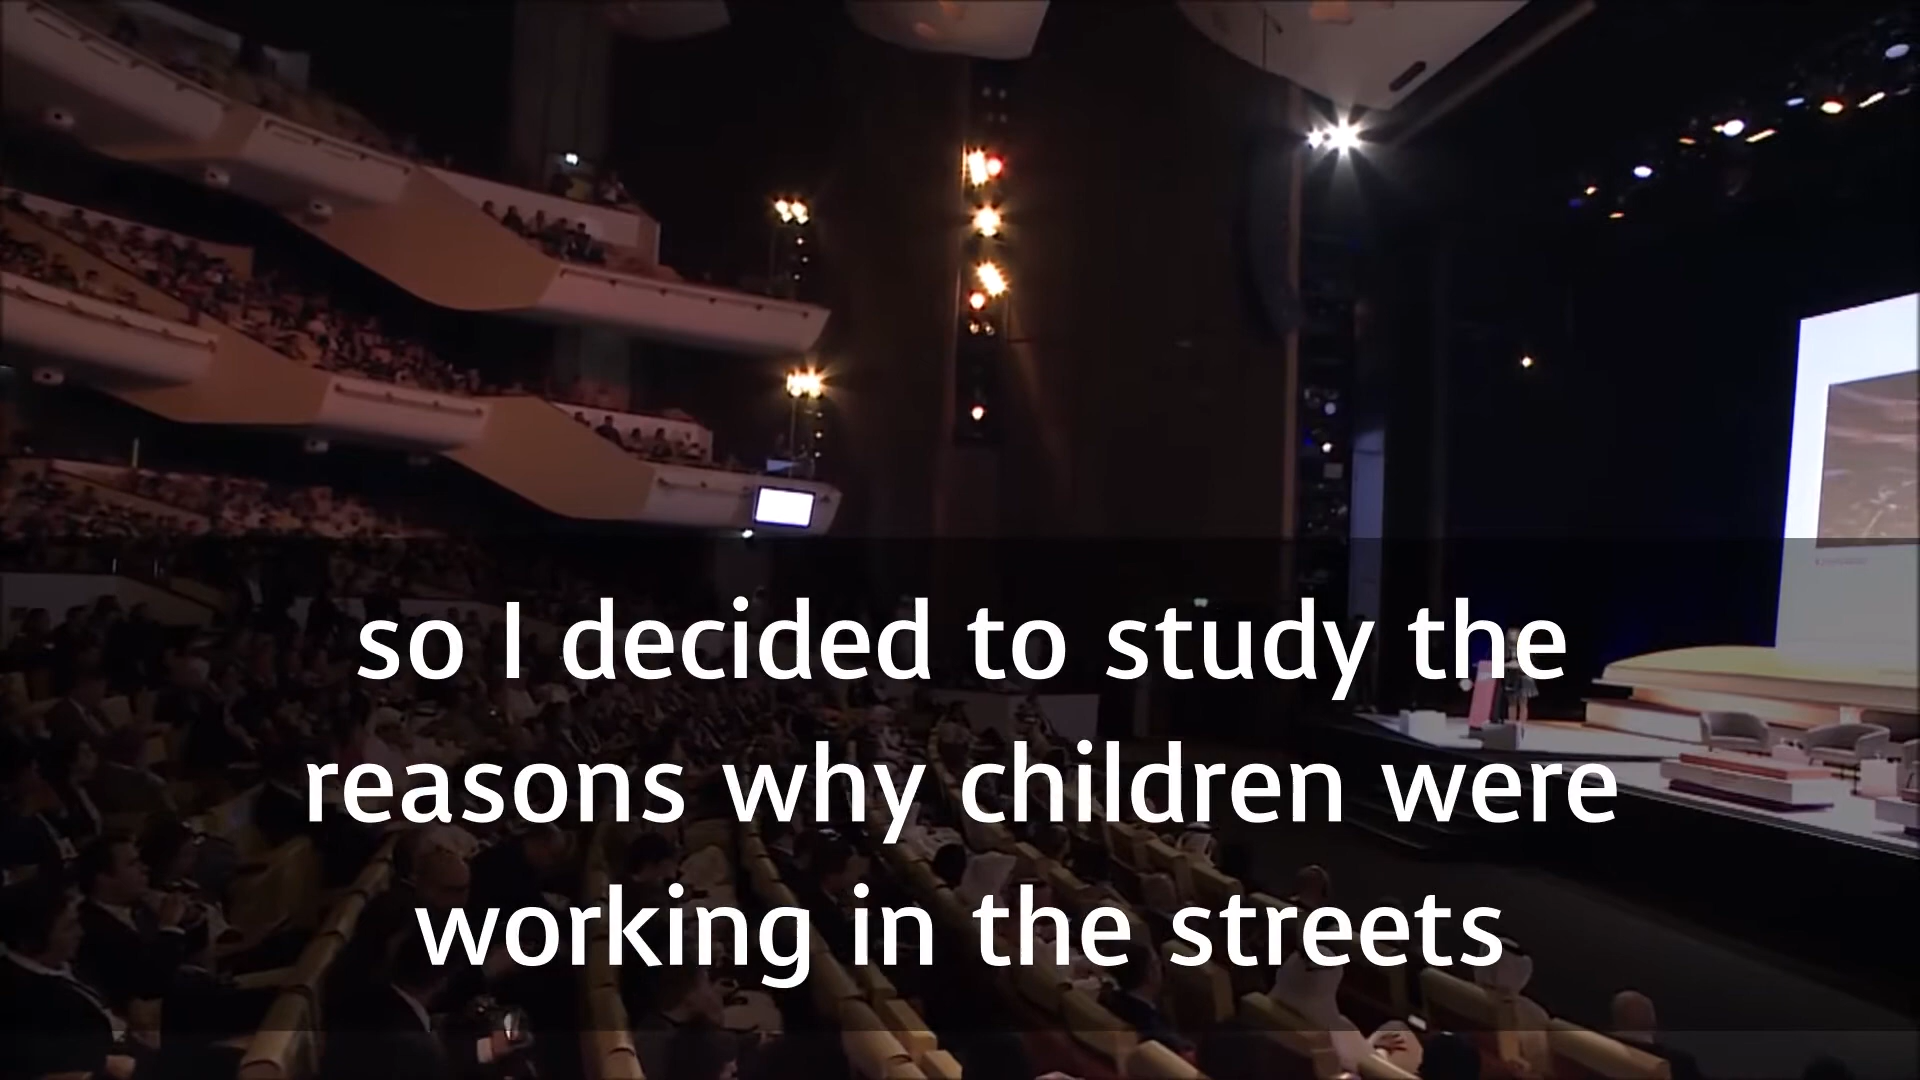 so I decided to study the
reasons why children were
working in the streets